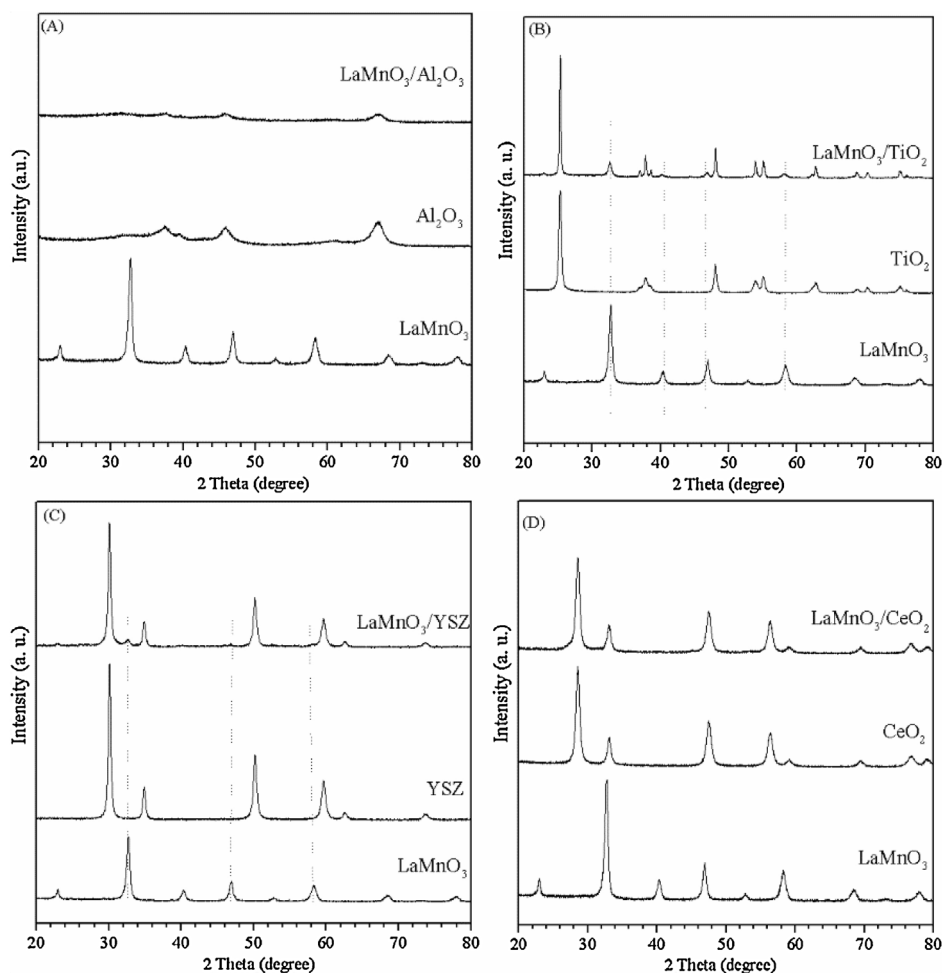 (A)
LaMnO₃/Al₂O₃
Al₂O₃
LaMnO₃
Intensity (a.u.)
20 30 40 50 60 70 80
2 Theta (degree)
(B)
LaMnO₃/TiO₂
TiO₂
LaMnO₃
Intensity (a. u.)
20 30 40 50 60 70 80
2 Theta (degree)
(C)
LaMnO₃/YSZ
YSZ
LaMnO₃
Intensity (a. u.)
20 30 40 50 60 70 80
2 Theta (degree)
(D)
LaMnO₃/CeO₂
CeO₂
LaMnO₃
Intensity (a. u.)
20 30 40 50 60 70 80
2 Theta (degree)